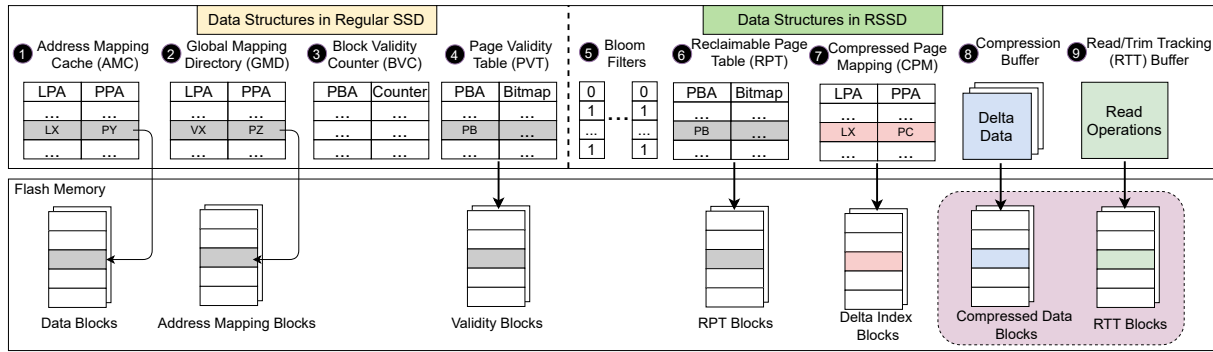 Data Structures in Regular SSD
Data Structures in RSSD
1 Address Mapping
Cache (AMC)
LPA PPA
... ...
LX PY
... ...
2 Global Mapping
Directory (GMD)
LPA PPA
... ...
VX PZ
... ...
3 Block Validity
Counter (BVC)
PBA Counter
... ...
... ...
... ...
4 Page Validity
Table (PVT)
PBA Bitmap
... ...
PB ...
... ...
5 Bloom
Filters
0 0
1 1
... ... ...
1 1
6 Reclaimable Page
Table (RPT)
PBA Bitmap
... ...
PB ...
... ...
7 Compressed Page
Mapping (CPM)
LPA PPA
... ...
LX PC
... ...
8 Compression
Buffer
Delta
Data
9 Read/Trim Tracking
(RTT) Buffer
Read
Operations
Flash Memory
Data Blocks
Address Mapping Blocks
Validity Blocks
RPT Blocks
Delta Index
Blocks
Compressed Data
Blocks
RTT Blocks